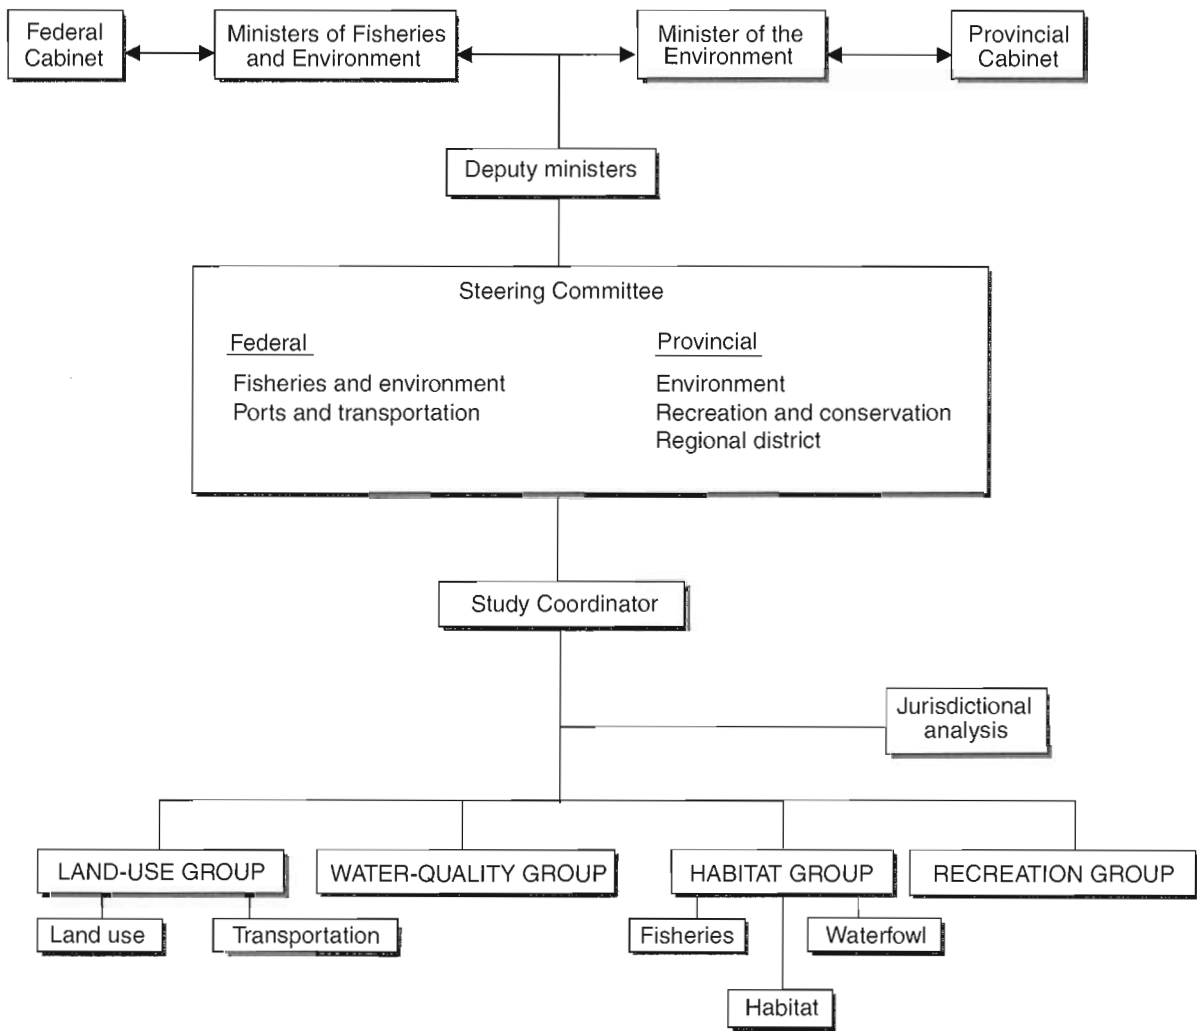 Federal
Cabinet
Ministers of Fisheries
and Environment
Minister of the
Environment
Provincial
Cabinet
Deputy ministers
Steering Committee
Federal
Fisheries and environment
Ports and transportation
Provincial
Environment
Recreation and conservation
Regional district
Study Coordinator
Jurisdictional
analysis
LAND-USE GROUP
WATER-QUALITY GROUP
HABITAT GROUP
RECREATION GROUP
Land use
Transportation
Fisheries
Waterfowl
Habitat